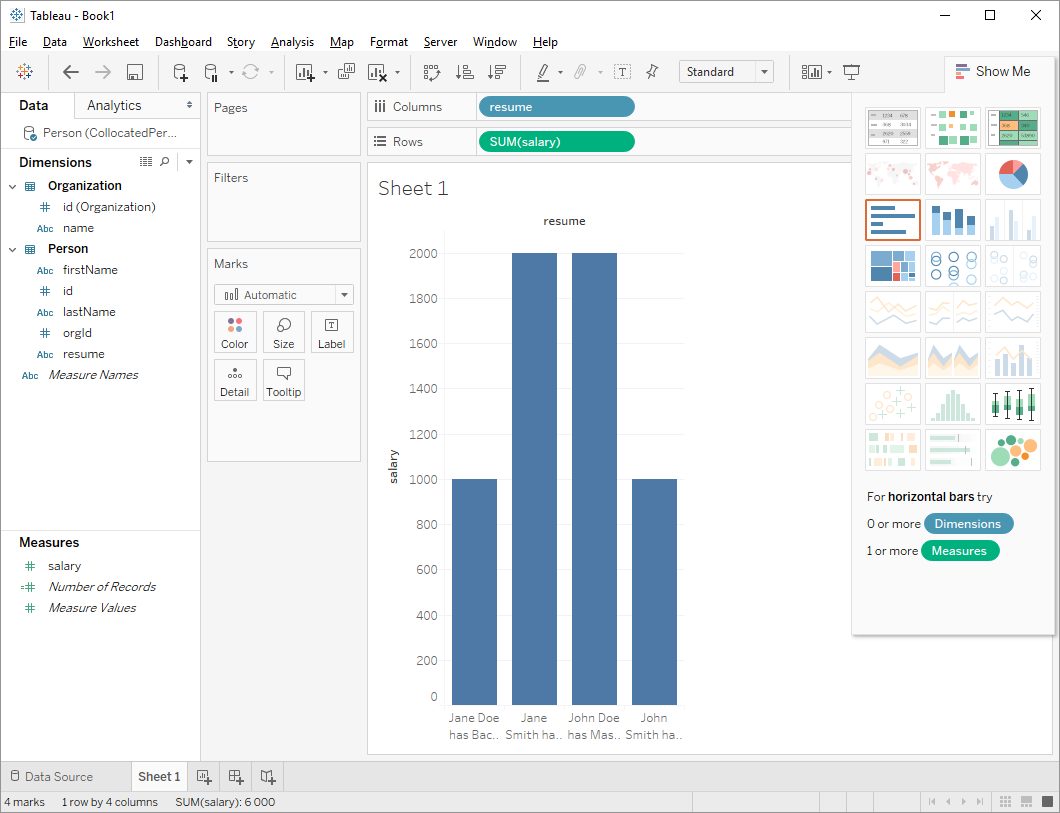 Tableau - Book1
File Data Worksheet Dashboard Story Analysis Map Format Server Window Help
Standard
Show Me
Data Analytics
Person (CollocatedPer...
Dimensions
Organization
id (Organization)
Abc name
Person
Abc firstName
id
Abc lastName
orgId
Abc resume
Abc Measure Names
Measures
salary
Number of Records
Measure Values
Pages
Filters
Marks
Automatic
Color Size Label
Detail Tooltip
Columns resume
Rows SUM(salary)
Sheet 1
resume
2000
1800
1600
1400
1200
1000
800
600
400
200
0
salary
Jane Doe has Bac..
Jane Smith ha..
John Doe has Mas..
John Smith ha..
For horizontal bars try
0 or more Dimensions
1 or more Measures
Data Source Sheet 1
4 marks 1 row by 4 columns SUM(salary): 6 000